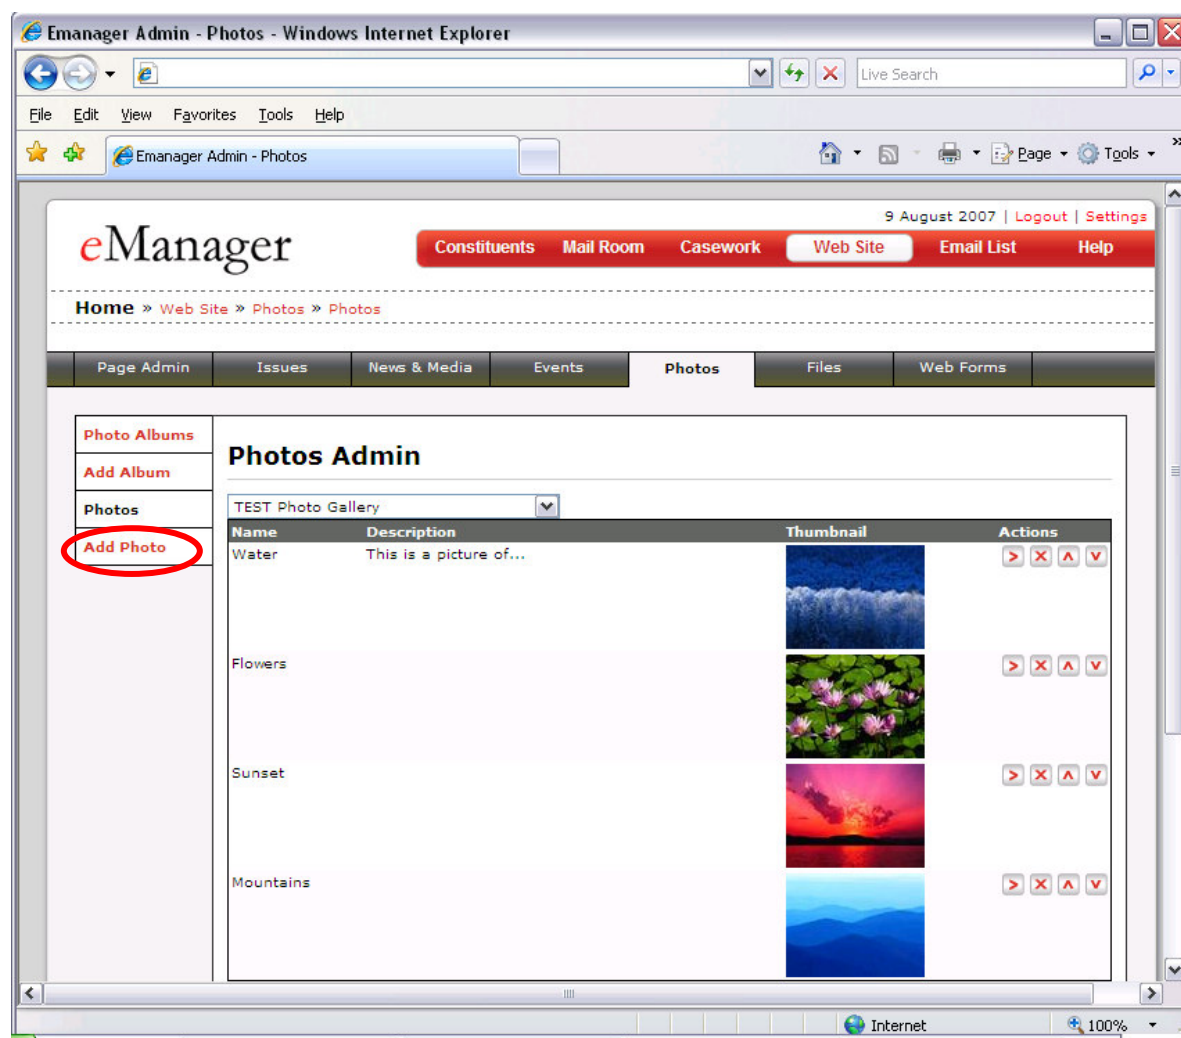 Emanager Admin - Photos - Windows Internet Explorer
Live Search
File Edit View Favorites Tools Help
Emanager Admin - Photos
Page Tools »
9 August 2007 | Logout | Settings
eManager
Constituents Mail Room Casework Web Site Email List Help
Home » Web Site » Photos » Photos
Page Admin Issues News & Media Events Photos Files Web Forms
Photo Albums
Add Album
Photos
Add Photo
Photos Admin
TEST Photo Gallery
Name Description Thumbnail Actions
Water This is a picture of...
Flowers
Sunset
Mountains
Internet 100%